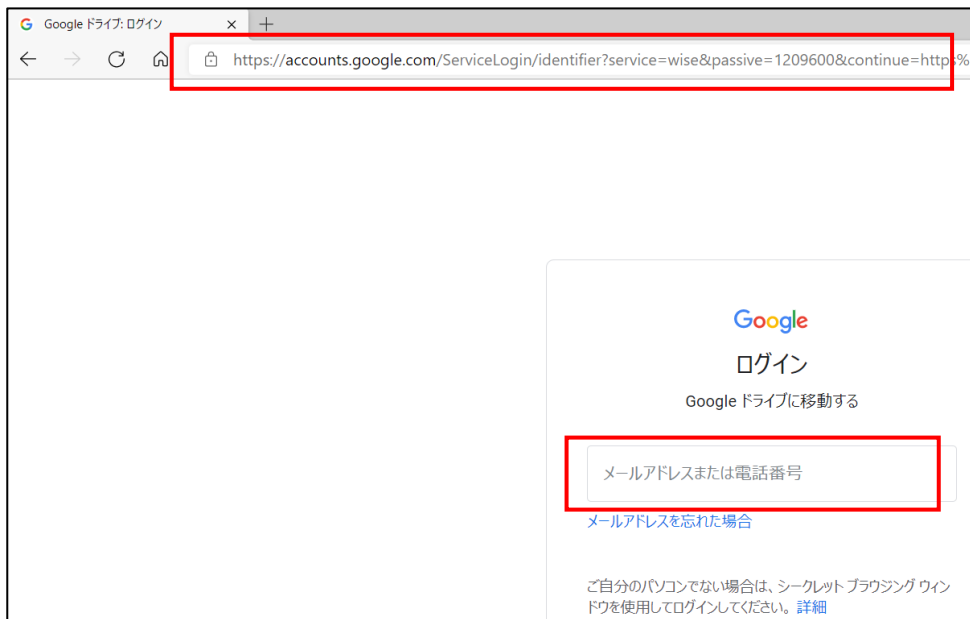 Google ドライブ: ログイン
https://accounts.google.com/ServiceLogin/identifier?service=wise&passive=1209600&continue=https%
Google
ログイン
Google ドライブに移動する
メールアドレスまたは電話番号
メールアドレスを忘れた場合
ご自分のパソコンでない場合は、シークレット ブラウジング ウィン
ドウを使用してログインしてください。 詳細